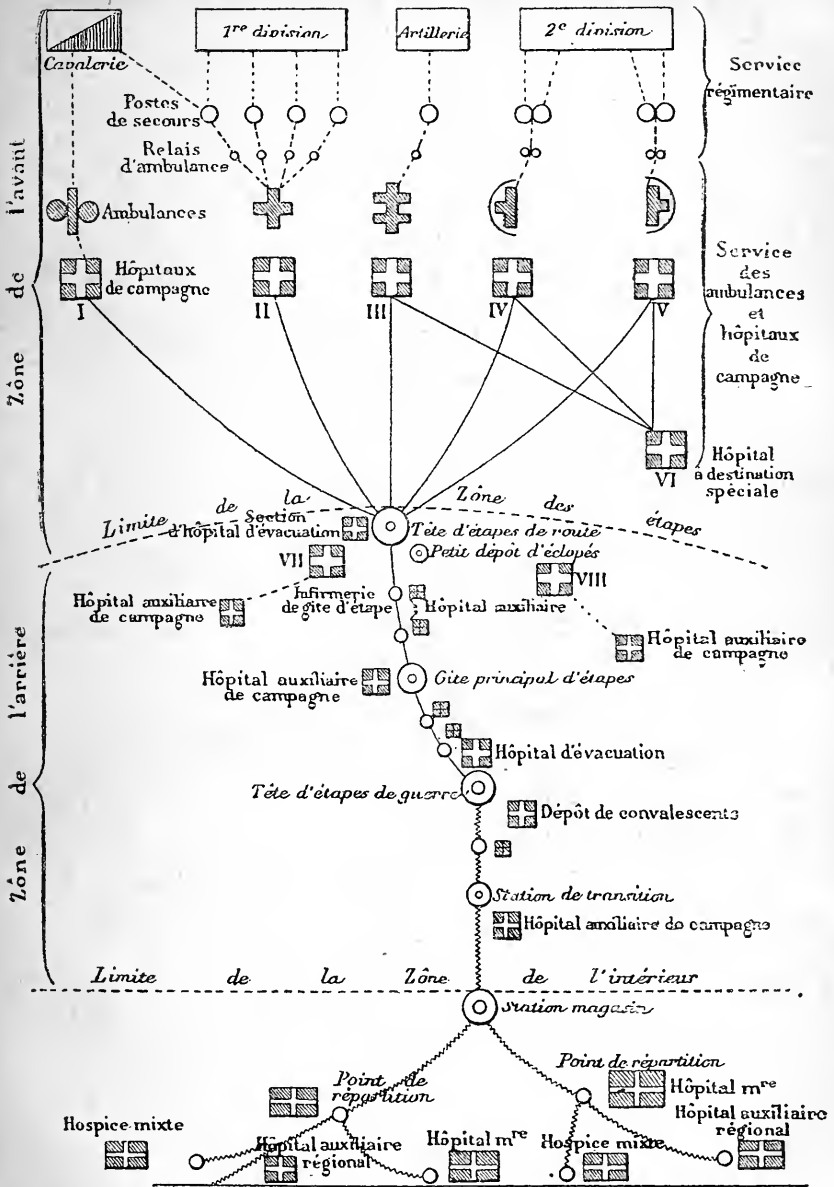 1re division
Artillerie
2e division
Cavalerie
Service
régimentaire
Postes
de secours
Relais
d'ambulance
Ambulances
Hôpitaux
de campagne
I
II
III
IV
V
Service
des
ambulances
et
hôpitaux
de
campagne
VI
Hôpital
à destination
spéciale
Zône de l'avant
Limite de la Zône des étapes
Section
d'hôpital d'évacuation
Tête d'étapes de route
Petit dépôt d'éclopés
VII
VIII
Infirmerie
de gîte d'étape
Hôpital auxiliaire
Hôpital auxiliaire
de campagne
Hôpital auxiliaire
de campagne
Hôpital auxiliaire
de campagne
Gîte principal d'étapes
Hôpital d'évacuation
Tête d'étapes de guerre
Dépôt de convalescents
Station de transition
Hôpital auxiliaire de campagne
Zône de l'arrière
Limite de la Zône de l'intérieur
Station magasin
Point de
répartition
Point de répartition
Hôpital mre
Hôpital auxiliaire
régional
Hospice mixte
Hôpital auxiliaire
régional
Hôpital mre
Hospice mixte